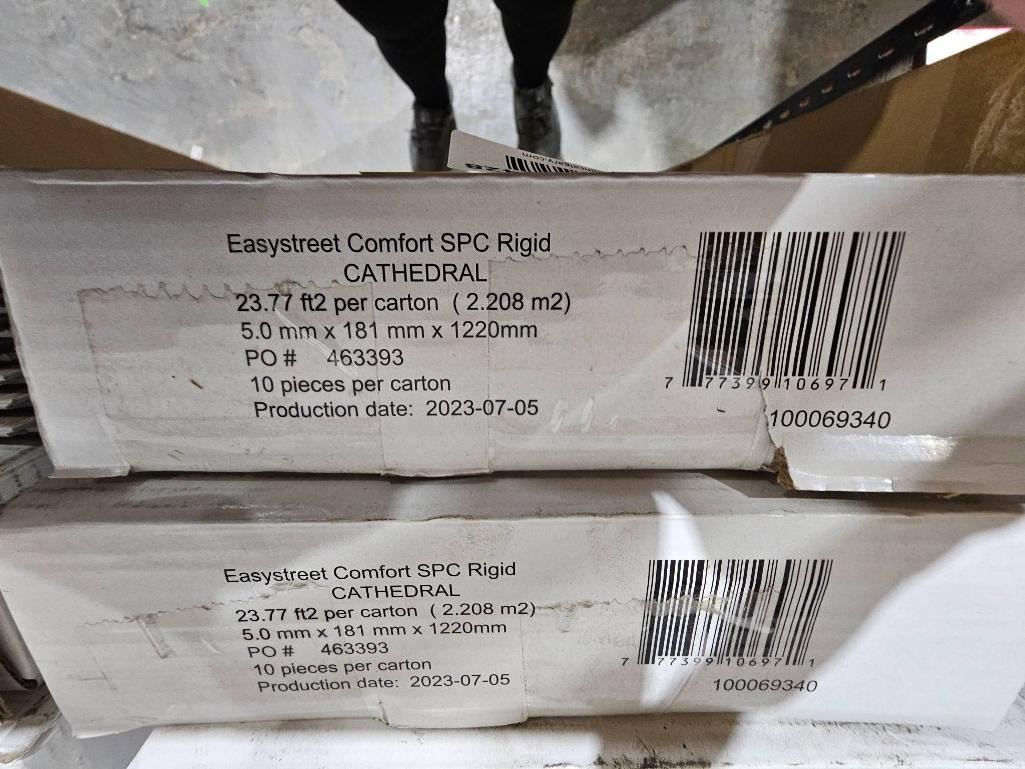 Easystreet Comfort SPC Rigid
CATHEDRAL
23.77 ft2 per carton ( 2.208 m2)
5.0 mm x 181 mm x 1220mm
PO # 463393
10 pieces per carton
Production date: 2023-07-05
7 77399 10697 1
100069340
Easystreet Comfort SPC Rigid
CATHEDRAL
23.77 ft2 per carton ( 2.208 m2)
5.0 mm x 181 mm x 1220mm
PO # 463393
10 pieces per carton
Production date: 2023-07-05
7 77399 10697 1
100069340